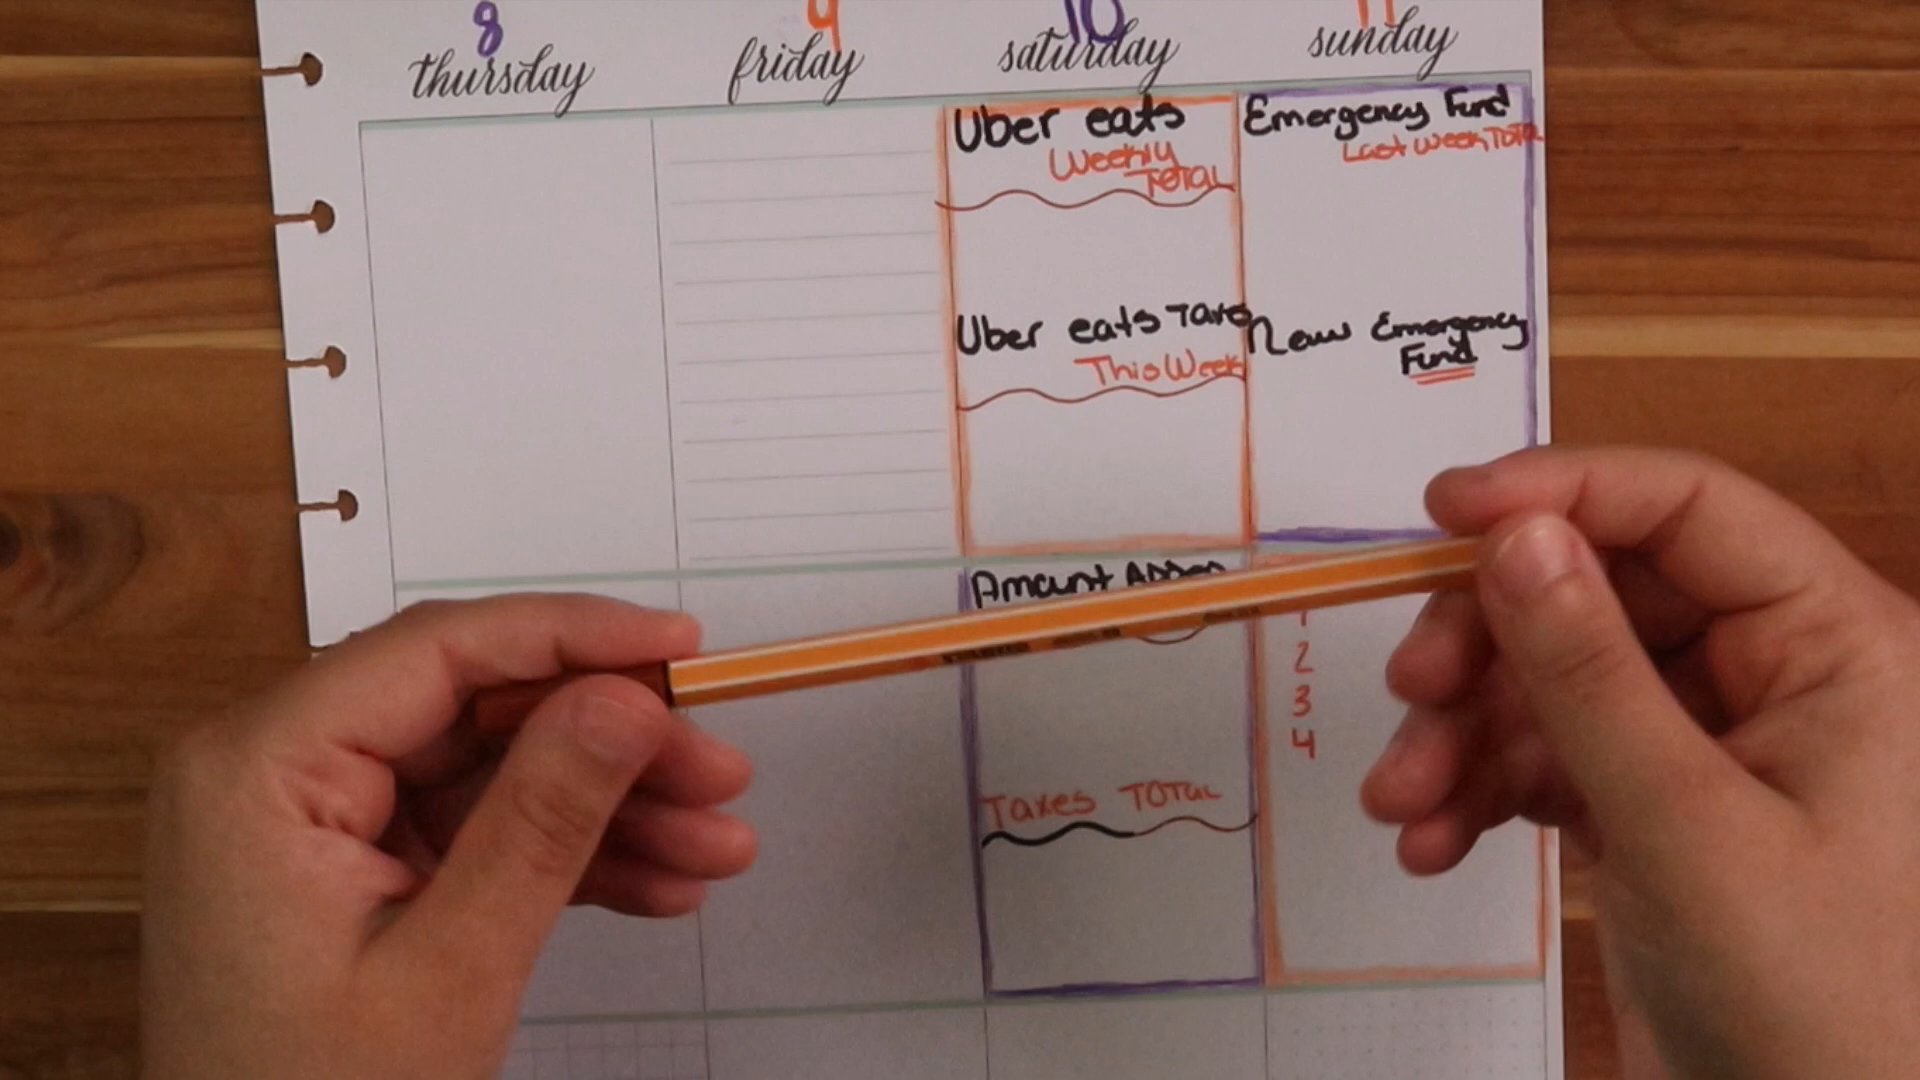 8 9 10 11
thursday friday saturday sunday
Uber eats
Weekly
TOTAL
Emergency Fund
Last Week TOTAL
Uber eats Taxes
This Week
New Emergency
Fund
Amount Added
1
2
3
4
Taxes TOTAL